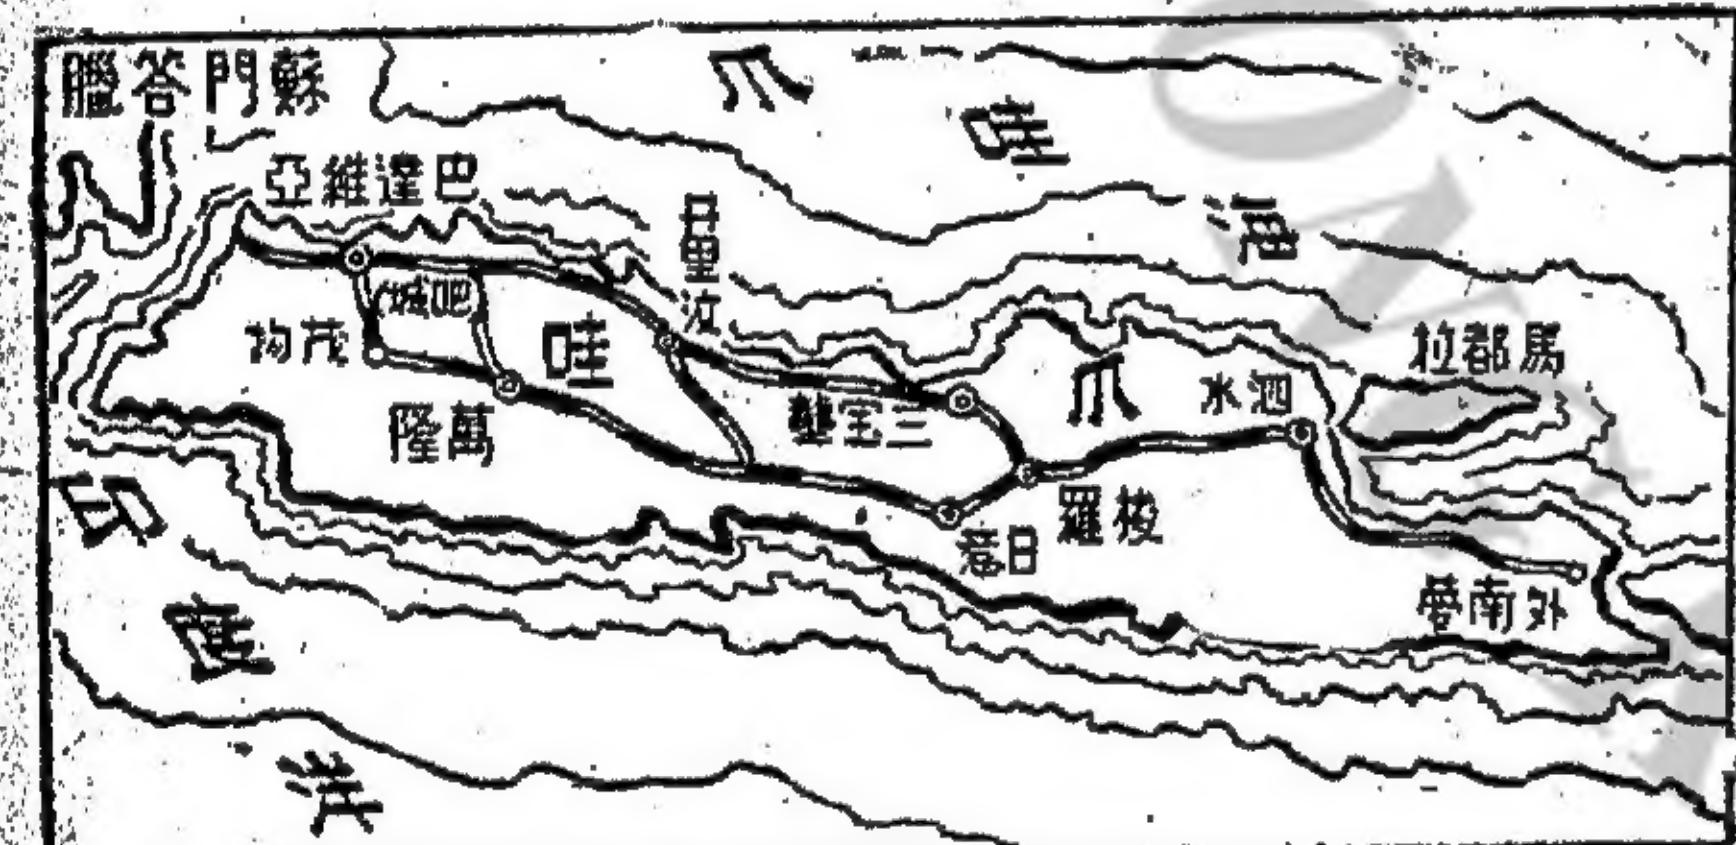 蘇門答臘
爪哇海
巴達維亞
井里汶
吧城
茂物
爪哇
馬都拉
泗水
三宝壟
萬隆
梭羅
日惹
外南夢
印度洋